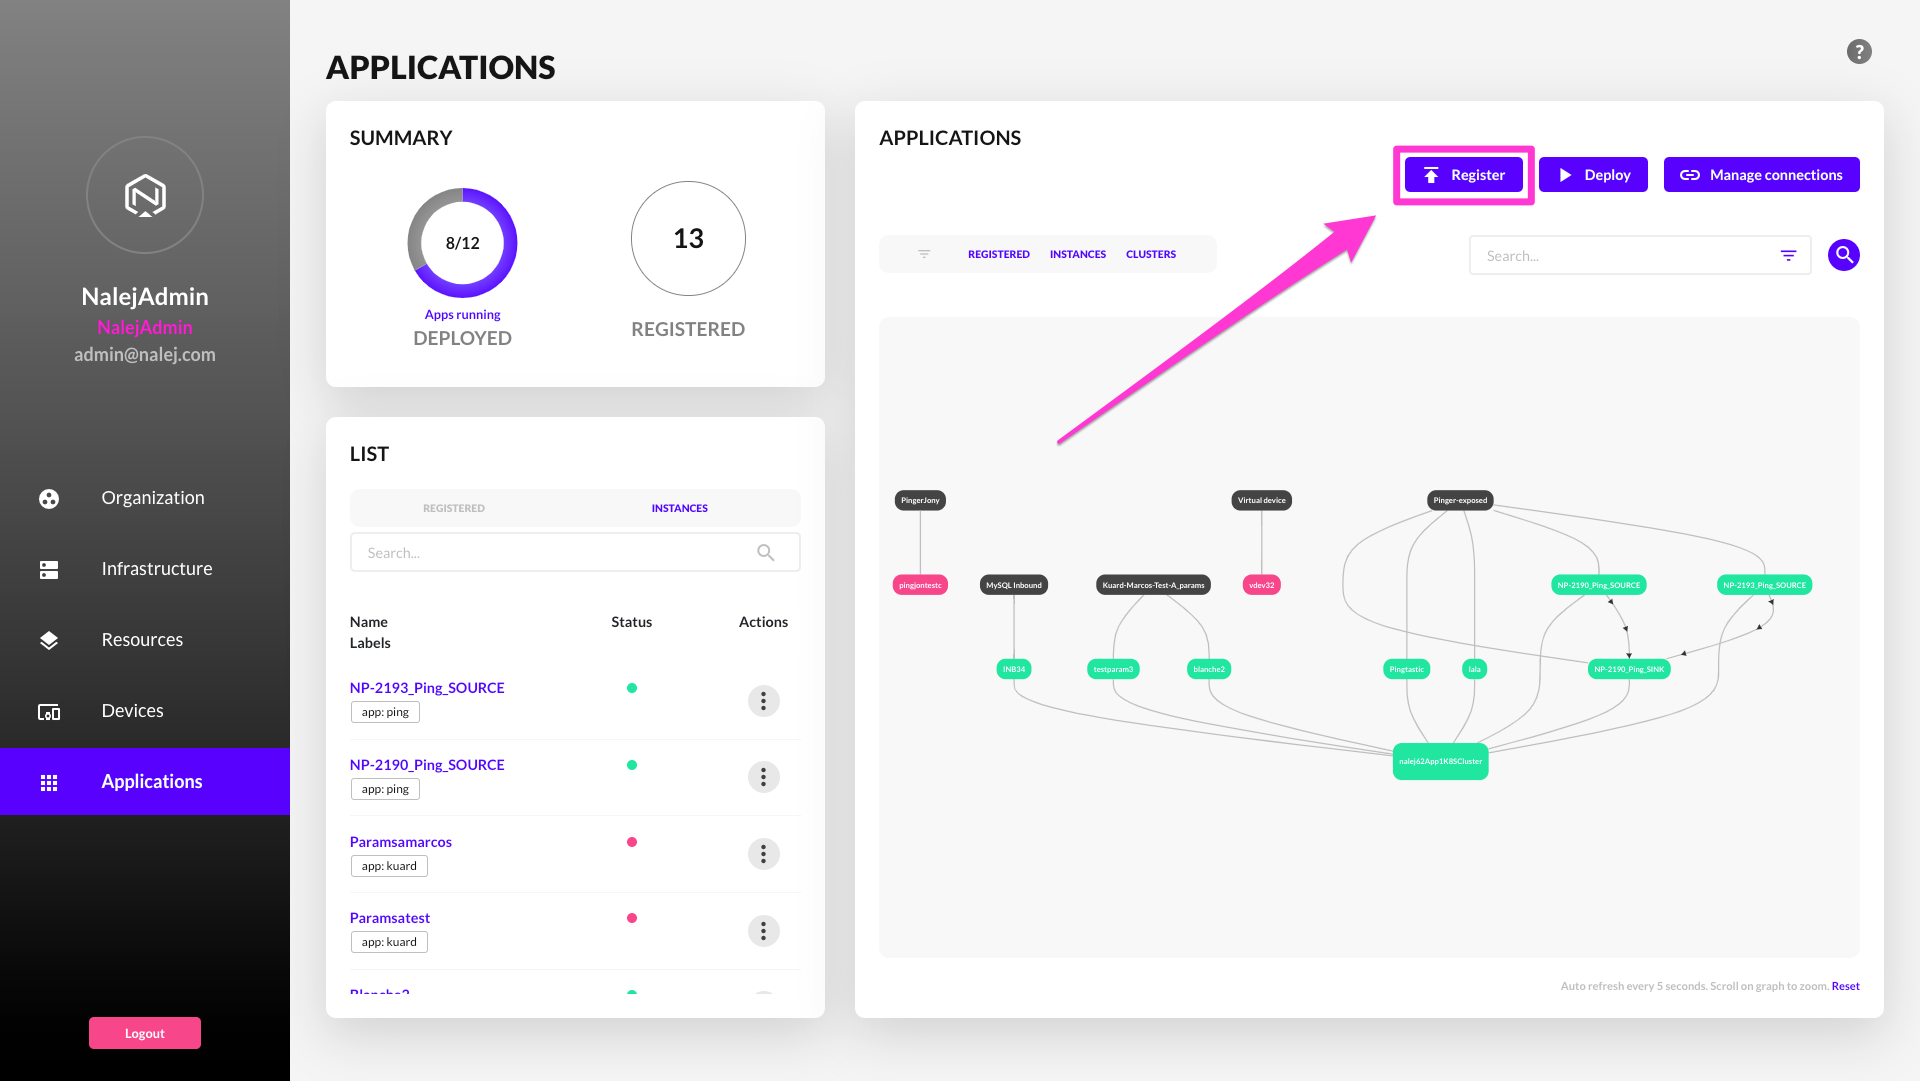 NalejAdmin
NalejAdmin
admin@nalej.com
Organization
Infrastructure
Resources
Devices
Applications
Logout
APPLICATIONS
?
SUMMARY
8/12
Apps running
DEPLOYED
13
REGISTERED
LIST
REGISTERED INSTANCES
Search...
Name Status Actions
Labels
NP-2193_Ping_SOURCE
app: ping
NP-2190_Ping_SOURCE
app: ping
Paramsamarcos
app: kuard
Paramsatest
app: kuard
Blanche2
APPLICATIONS
Register Deploy Manage connections
REGISTERED INSTANCES CLUSTERS
Search...
PingerJony Virtual device Pinger-exposed
pingjontestc MySQL Inbound Kuard-Marcos-Test-A_params vdev32 NP-2190_Ping_SOURCE NP-2193_Ping_SOURCE
INB34 testparam3 blanche2 Pingtastic lala NP-2190_Ping_SINK
nalej62App1K8SCluster
Auto refresh every 5 seconds. Scroll on graph to zoom. Reset